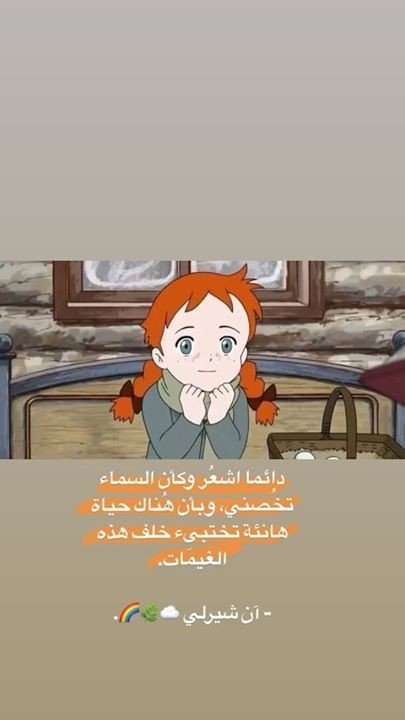 دائما اشعُر وكأن السماء
تخُصني، وبأن هُناك حياة
هانئة تختبىء خلف هذه
الغيمَات.
- آن شيرلي ☁️🌿🌈.